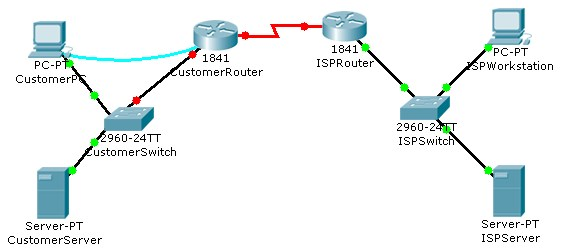 PC-PT
CustomerPC
1841
CustomerRouter
2960-24TT
CustomerSwitch
Server-PT
CustomerServer
1841
ISPRouter
PC-PT
ISPWorkstation
2960-24TT
ISPSwitch
Server-PT
ISPServer